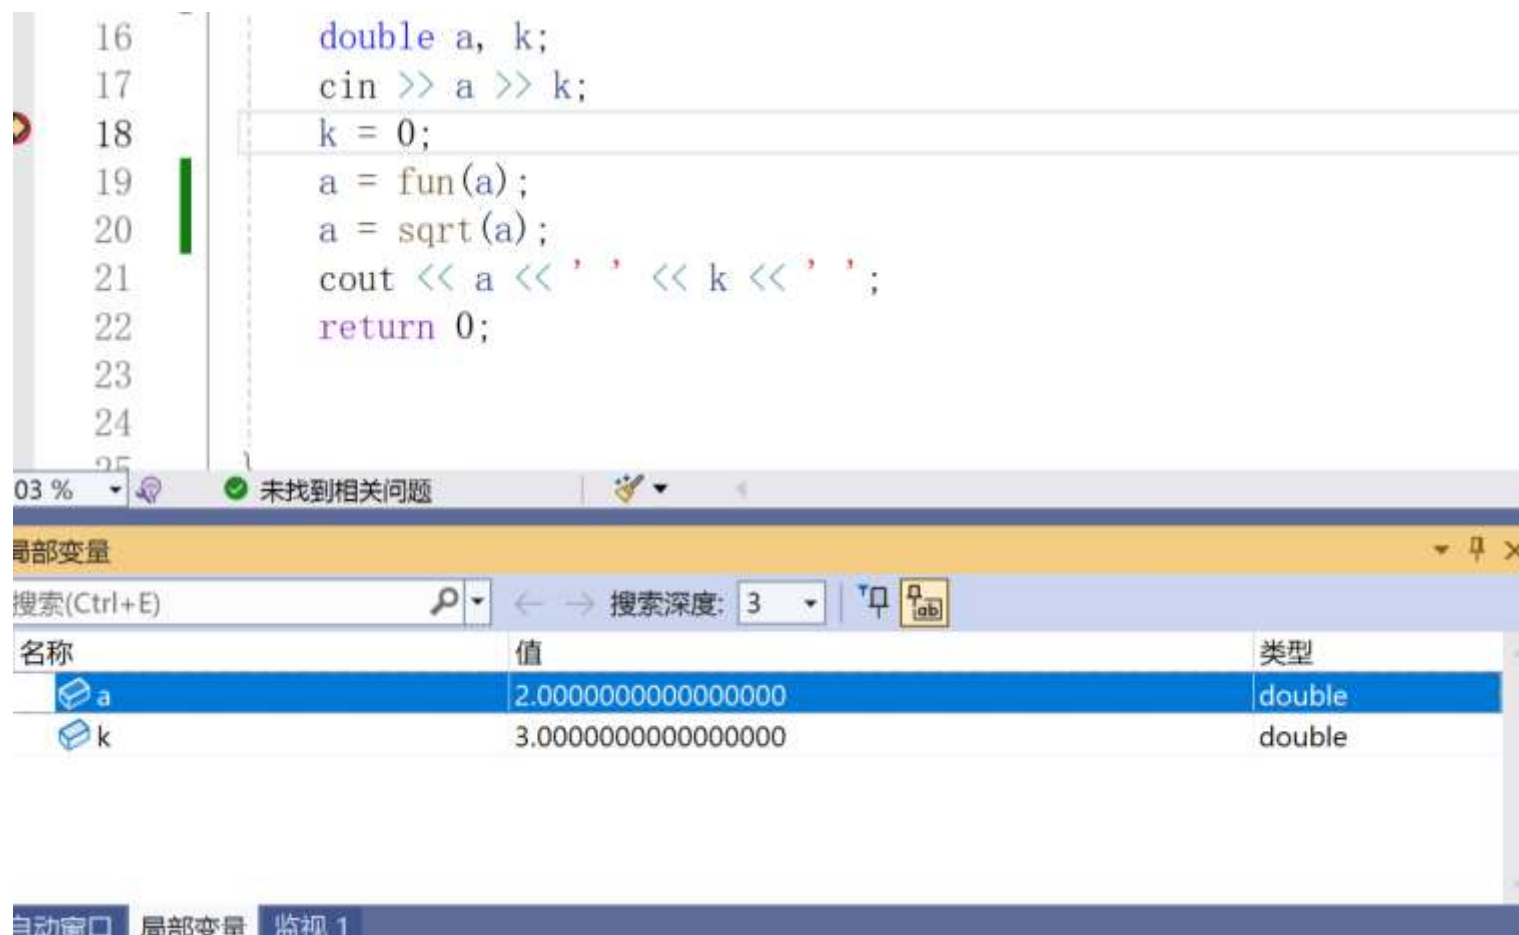 16 double a, k;
17 cin >> a >> k;
18 k = 0;
19 a = fun(a);
20 a = sqrt(a);
21 cout << a << ' ' << k << ' ';
22 return 0;
23
24
25 }
03 % 未找到相关问题
局部变量
搜索(Ctrl+E) 搜索深度: 3
名称 值 类型
a 2.0000000000000000 double
k 3.0000000000000000 double
自动窗口 局部变量 监视 1